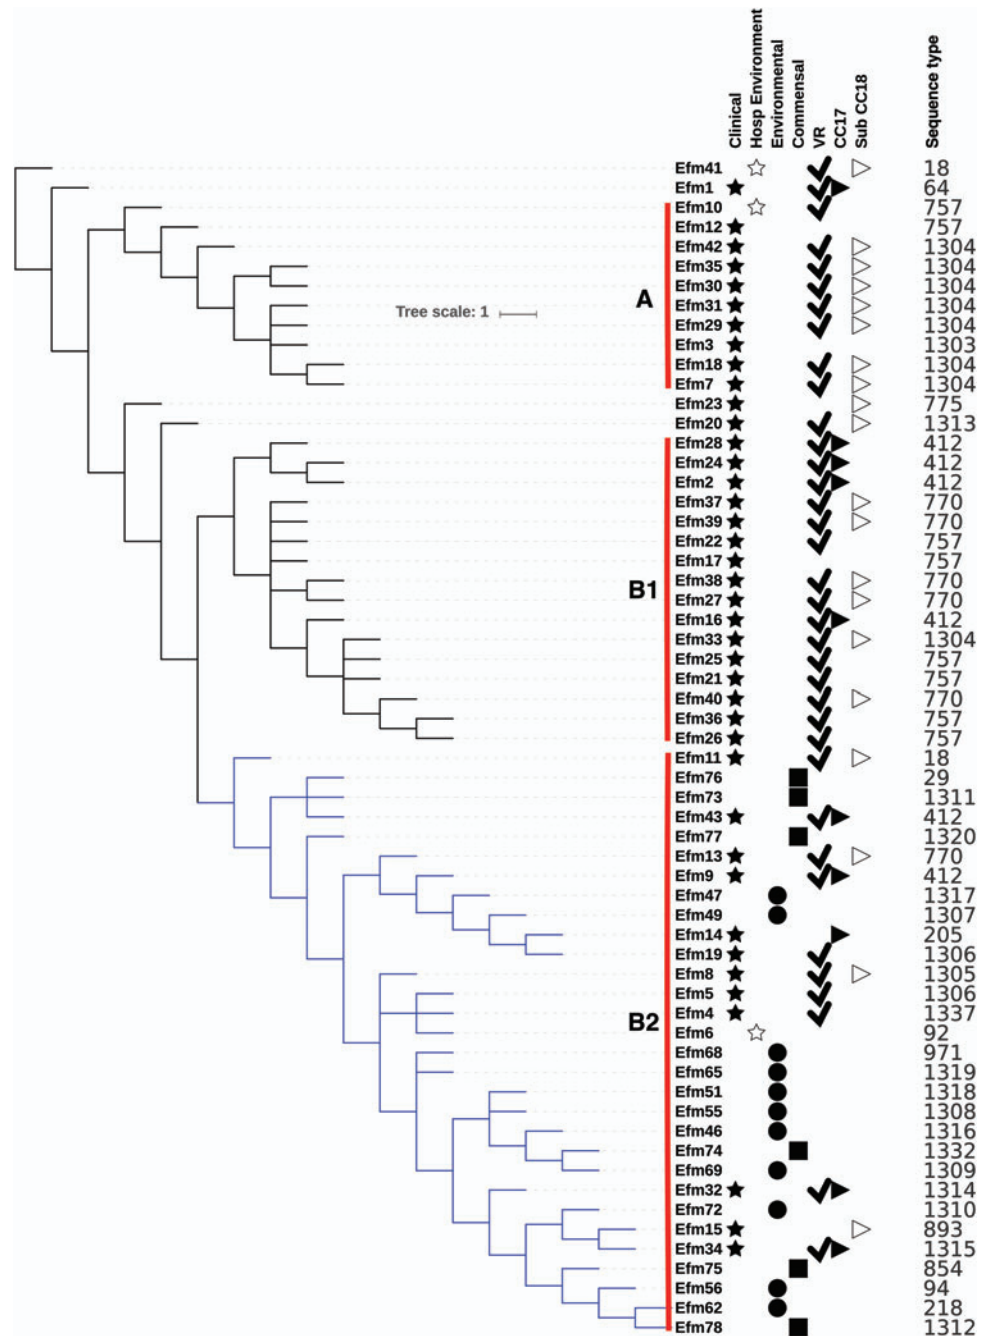 Clinical
Hosp Environment
Environmental
Commensal
VR
CC17
Sub CC18
Sequence type
Efm41 18
Efm1 64
Efm10 757
Efm12 757
Efm42 1304
Efm35 1304
Efm30 1304
A
Efm31 1304
Tree scale: 1
Efm29 1304
Efm3 1303
Efm18 1304
Efm7 1304
Efm23 775
Efm20 1313
Efm28 412
Efm24 412
Efm2 412
Efm37 770
Efm39 770
Efm22 757
Efm17 757
Efm38 770
B1
Efm27 770
Efm16 412
Efm33 1304
Efm25 757
Efm21 757
Efm40 770
Efm36 757
Efm26 757
Efm11 18
Efm76 29
Efm73 1311
Efm43 412
Efm77 1320
Efm13 770
Efm9 412
Efm47 1317
Efm49 1307
Efm14 205
Efm19 1306
Efm8 1305
Efm5 1306
Efm4 1337
B2
Efm6 92
Efm68 971
Efm65 1319
Efm51 1318
Efm55 1308
Efm46 1316
Efm74 1332
Efm69 1309
Efm32 1314
Efm72 1310
Efm15 893
Efm34 1315
Efm75 854
Efm56 94
Efm62 218
Efm78 1312